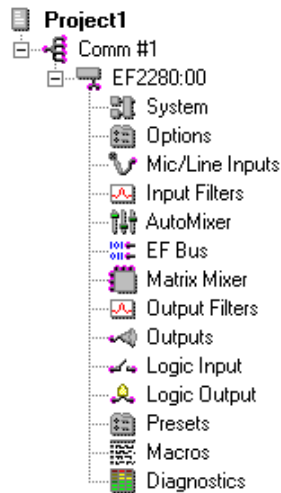 Project1
Comm #1
EF2280:00
System
Options
Mic/Line Inputs
Input Filters
AutoMixer
EF Bus
Matrix Mixer
Output Filters
Outputs
Logic Input
Logic Output
Presets
Macros
Diagnostics